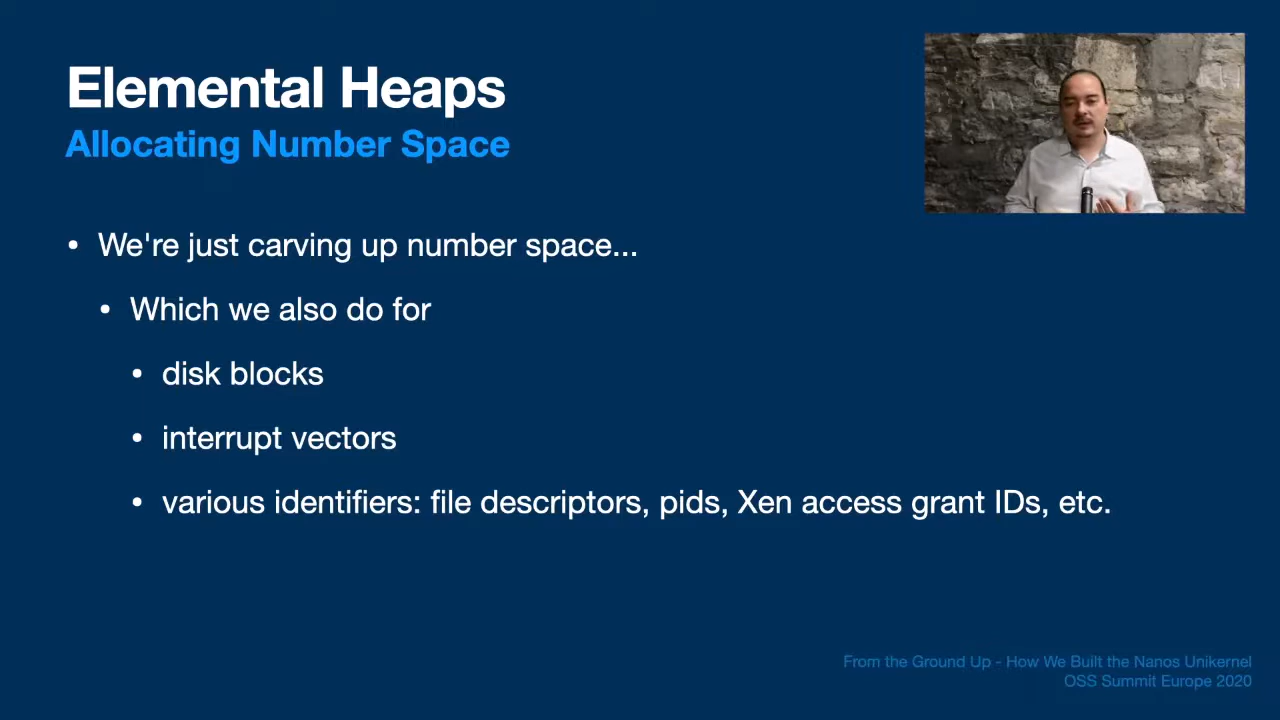 Elemental Heaps
Allocating Number Space
• We're just carving up number space...
• Which we also do for
• disk blocks
• interrupt vectors
• various identifiers: file descriptors, pids, Xen access grant IDs, etc.
From the Ground Up - How We Built the Nanos Unikernel
OSS Summit Europe 2020